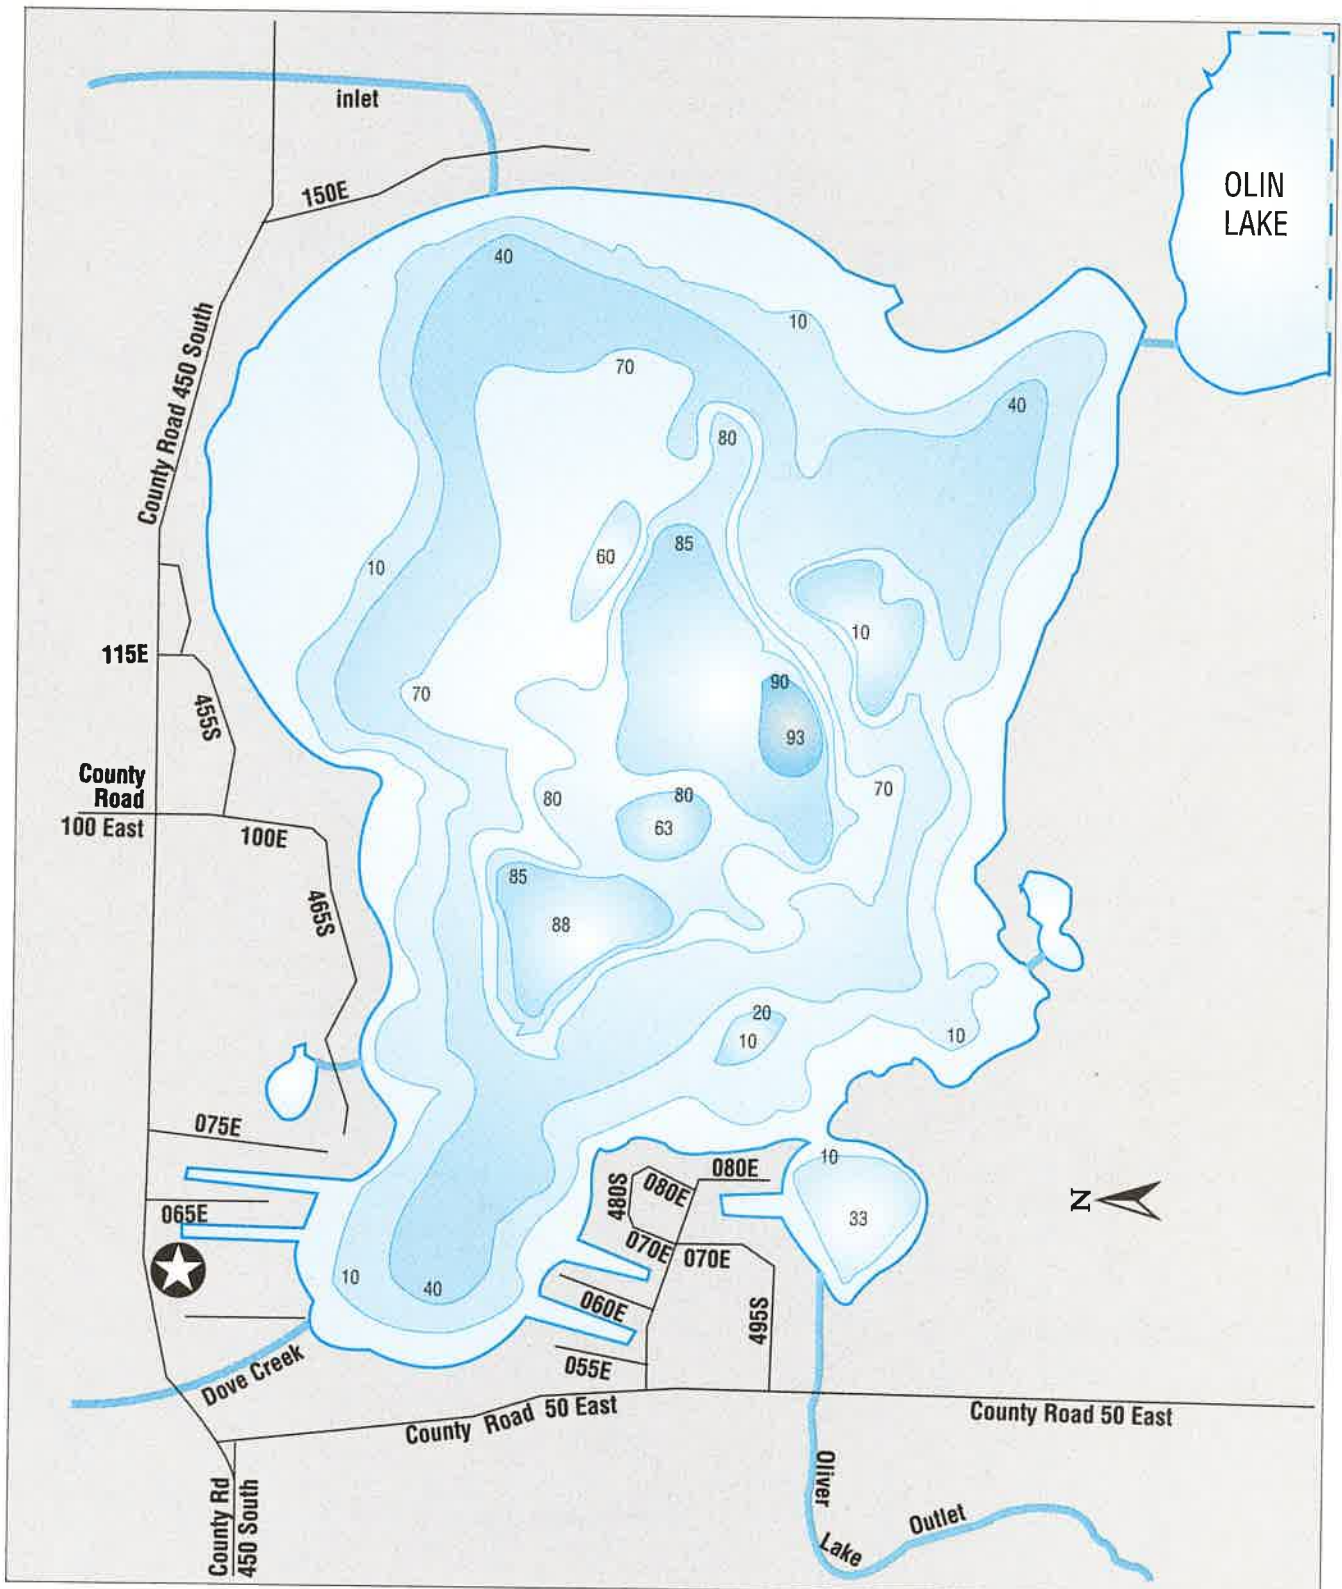 inlet
150E
OLIN
LAKE
40
10
70
40
80
County Road 450 South
85
60
10
10
115E
90
70
455S
93
County
Road
100 East
80
80
70
63
100E
85
465S
88
20
10
10
075E
10
080E
080E
480S
N
065E
33
070E
070E
10
40
060E
495S
055E
Dove Creek
County Road 50 East
County Road 50 East
County Rd
450 South
Oliver
Lake
Outlet